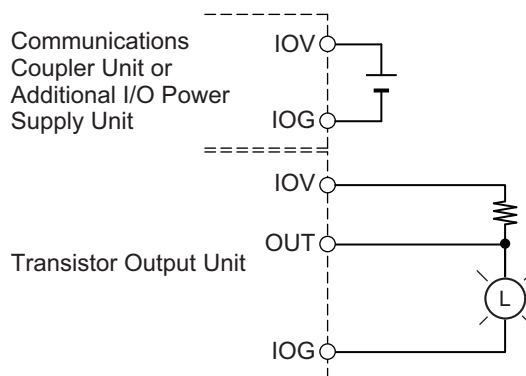 Communications
Coupler Unit or
Additional I/O Power
Supply Unit
IOV
IOG
IOV
OUT
Transistor Output Unit
L
IOG